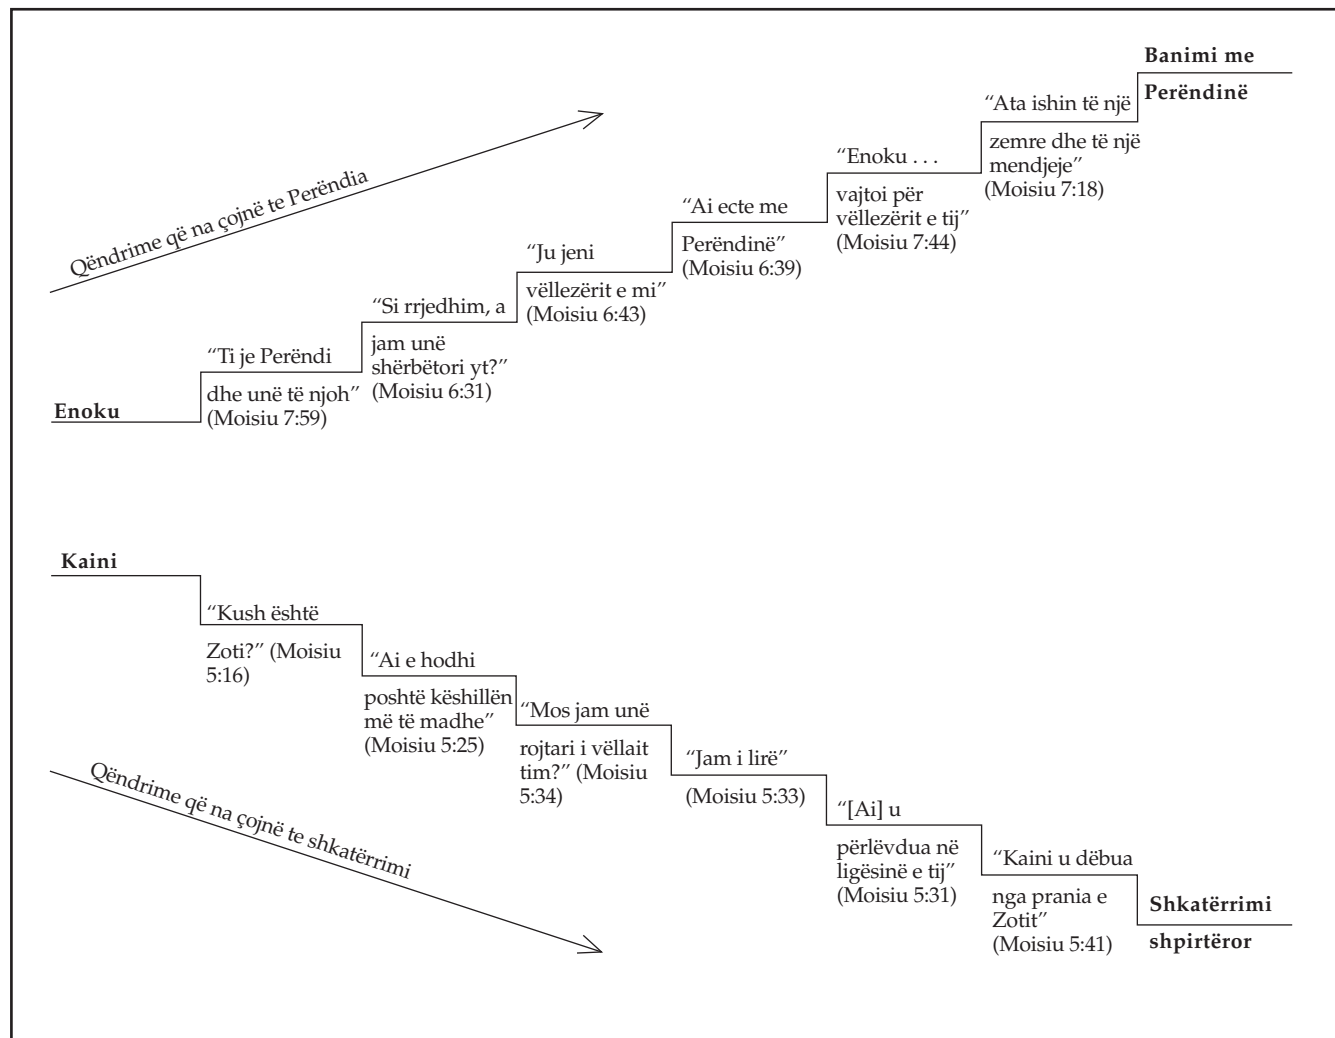 Qëndrime që na çojnë te Perëndia
Enoku
“Ti je Perëndi
dhe unë të njoh”
(Moisiu 7:59)
“Si rrjedhim, a
jam unë
shërbëtori yt?”
(Moisiu 6:31)
“Ju jeni
vëllezërit e mi”
(Moisiu 6:43)
“Ai ecte me
Perëndinë”
(Moisiu 6:39)
“Enoku . . .
vajtoi për
vëllezërit e tij”
(Moisiu 7:44)
“Ata ishin të një
zemre dhe të një
mendjeje”
(Moisiu 7:18)
Banimi me
Perëndinë
Kaini
“Kush është
Zoti?” (Moisiu
5:16)
“Ai e hodhi
poshtë këshillën
më të madhe”
(Moisiu 5:25)
“Mos jam unë
rojtari i vëllait
tim?” (Moisiu
5:34)
“Jam i lirë”
(Moisiu 5:33)
“[Ai] u
përlëvdua në
ligësinë e tij”
(Moisiu 5:31)
“Kaini u dëbua
nga prania e
Zotit”
(Moisiu 5:41)
Shkatërrimi
shpirtëror
Qëndrime që na çojnë te shkatërrimi